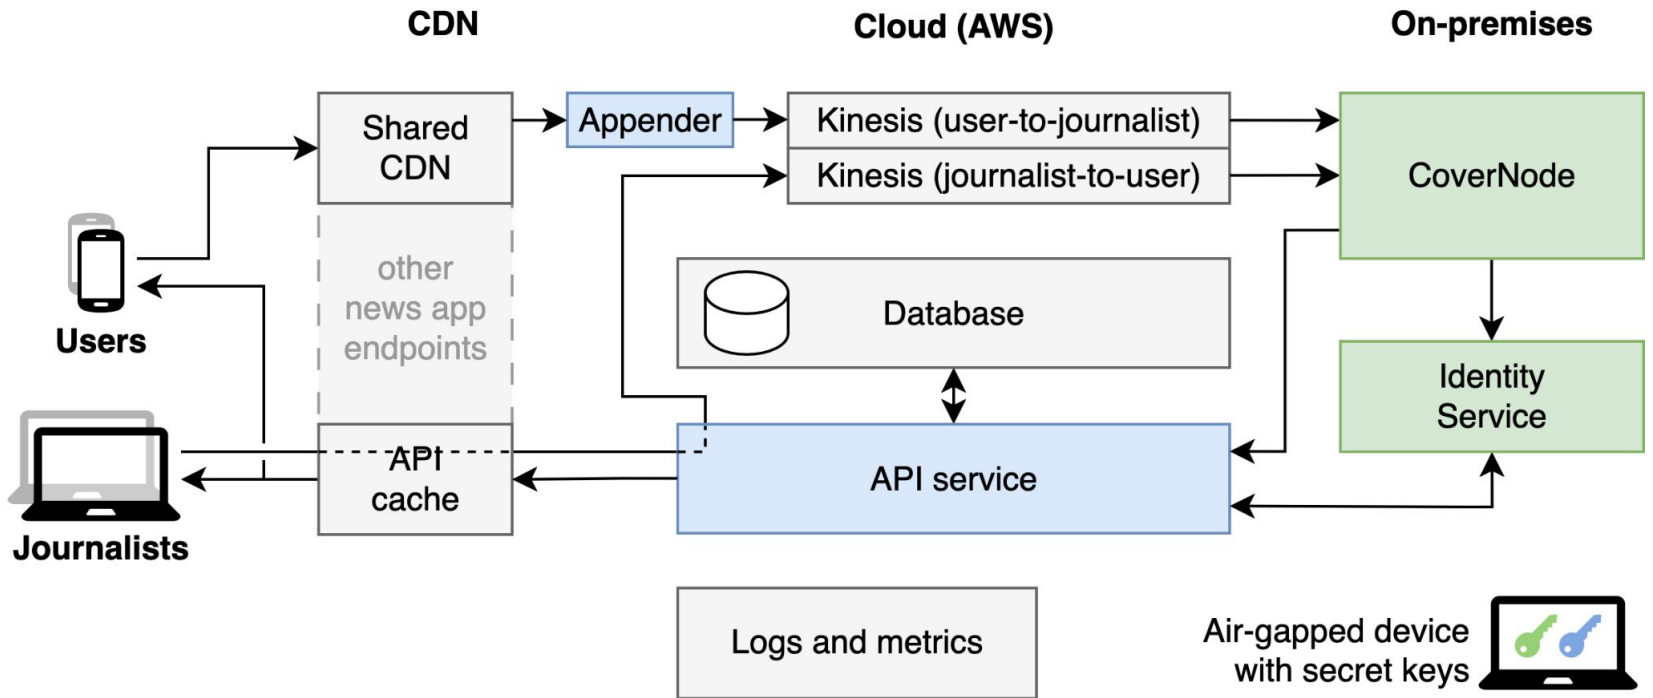 CDN
Cloud (AWS)
On-premises
Shared
CDN
Appender
Kinesis (user-to-journalist)
Kinesis (journalist-to-user)
CoverNode
other
news app
endpoints
Users
Database
Identity
Service
API
cache
API service
Journalists
Logs and metrics
Air-gapped device
with secret keys